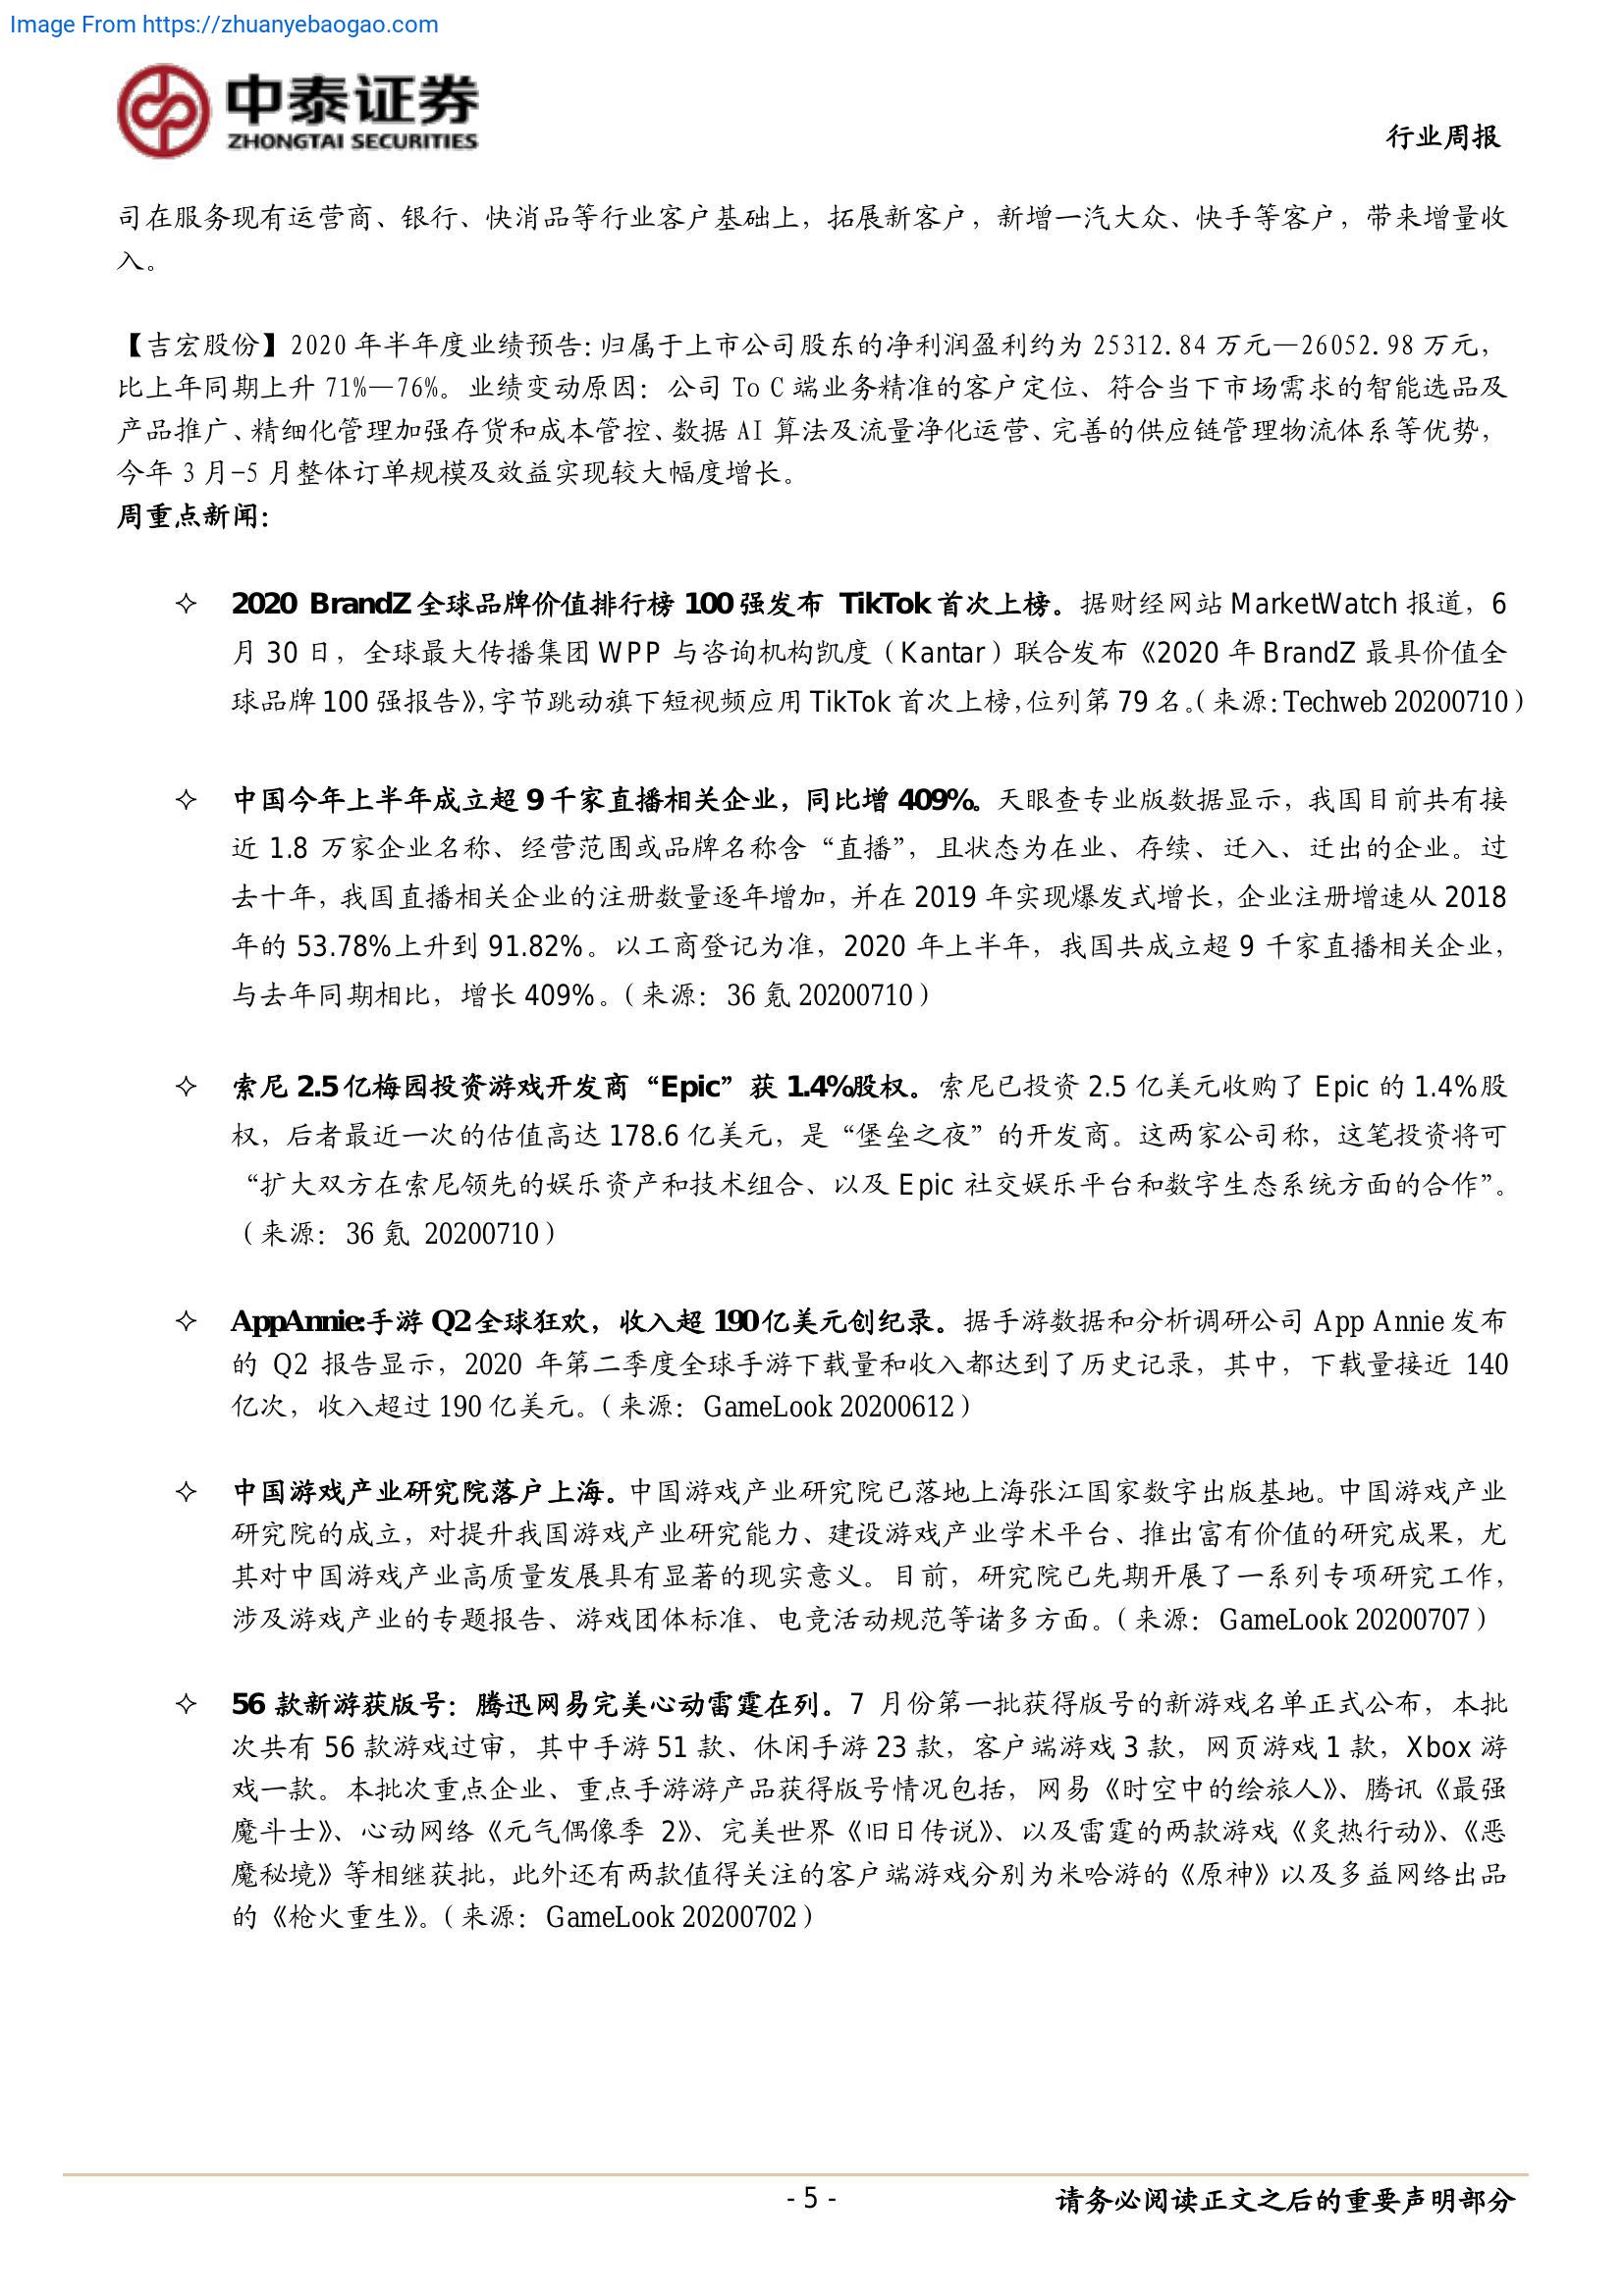 Image From https://zhuanyebaogao.com
中泰证券
ZHONGTAI SECURITIES
行业周报
司在服务现有运营商、银行、快消品等行业客户基础上，拓展新客户，新增一汽大众、快手等客户，带来增量收
入。
【吉宏股份】2020 年半年度业绩预告：归属于上市公司股东的净利润盈利约为 25312.84 万元—26052.98 万元，
比上年同期上升 71%—76%。业绩变动原因：公司 To C 端业务精准的客户定位、符合当下市场需求的智能选品及
产品推广、精细化管理加强存货和成本管控、数据 AI 算法及流量净化运营、完善的供应链管理物流体系等优势，
今年 3 月-5 月整体订单规模及效益实现较大幅度增长。
周重点新闻：
✧ 2020 BrandZ 全球品牌价值排行榜 100 强发布 TikTok 首次上榜。据财经网站 MarketWatch 报道，6
月 30 日，全球最大传播集团 WPP 与咨询机构凯度（Kantar）联合发布《2020 年 BrandZ 最具价值全
球品牌 100 强报告》，字节跳动旗下短视频应用 TikTok 首次上榜，位列第 79 名。（来源：Techweb 20200710）
✧ 中国今年上半年成立超 9 千家直播相关企业，同比增 409%。天眼查专业版数据显示，我国目前共有接
近 1.8 万家企业名称、经营范围或品牌名称含“直播”，且状态为在业、存续、迁入、迁出的企业。过
去十年，我国直播相关企业的注册数量逐年增加，并在 2019 年实现爆发式增长，企业注册增速从 2018
年的 53.78%上升到 91.82%。以工商登记为准，2020 年上半年，我国共成立超 9 千家直播相关企业，
与去年同期相比，增长 409%。（来源：36 氪 20200710）
✧ 索尼 2.5 亿梅园投资游戏开发商“Epic”获 1.4%股权。索尼已投资 2.5 亿美元收购了 Epic 的 1.4%股
权，后者最近一次的估值高达 178.6 亿美元，是“堡垒之夜”的开发商。这两家公司称，这笔投资将可
“扩大双方在索尼领先的娱乐资产和技术组合、以及 Epic 社交娱乐平台和数字生态系统方面的合作”。
（来源：36 氪 20200710）
✧ AppAnnie:手游 Q2 全球狂欢，收入超 190 亿美元创纪录。据手游数据和分析调研公司 App Annie 发布
的 Q2 报告显示，2020 年第二季度全球手游下载量和收入都达到了历史记录，其中，下载量接近 140
亿次，收入超过 190 亿美元。（来源：GameLook 20200612）
✧ 中国游戏产业研究院落户上海。中国游戏产业研究院已落地上海张江国家数字出版基地。中国游戏产业
研究院的成立，对提升我国游戏产业研究能力、建设游戏产业学术平台、推出富有价值的研究成果，尤
其对中国游戏产业高质量发展具有显著的现实意义。目前，研究院已先期开展了一系列专项研究工作，
涉及游戏产业的专题报告、游戏团体标准、电竞活动规范等诸多方面。（来源：GameLook 20200707）
✧ 56 款新游获版号：腾迅网易完美心动雷霆在列。7 月份第一批获得版号的新游戏名单正式公布，本批
次共有 56 款游戏过审，其中手游 51 款、休闲手游 23 款，客户端游戏 3 款，网页游戏 1 款，Xbox 游
戏一款。本批次重点企业、重点手游游产品获得版号情况包括，网易《时空中的绘旅人》、腾讯《最强
魔斗士》、心动网络《元气偶像季 2》、完美世界《旧日传说》、以及雷霆的两款游戏《炙热行动》、《恶
魔秘境》等相继获批，此外还有两款值得关注的客户端游戏分别为米哈游的《原神》以及多益网络出品
的《枪火重生》。（来源：GameLook 20200702）
- 5 -
请务必阅读正文之后的重要声明部分